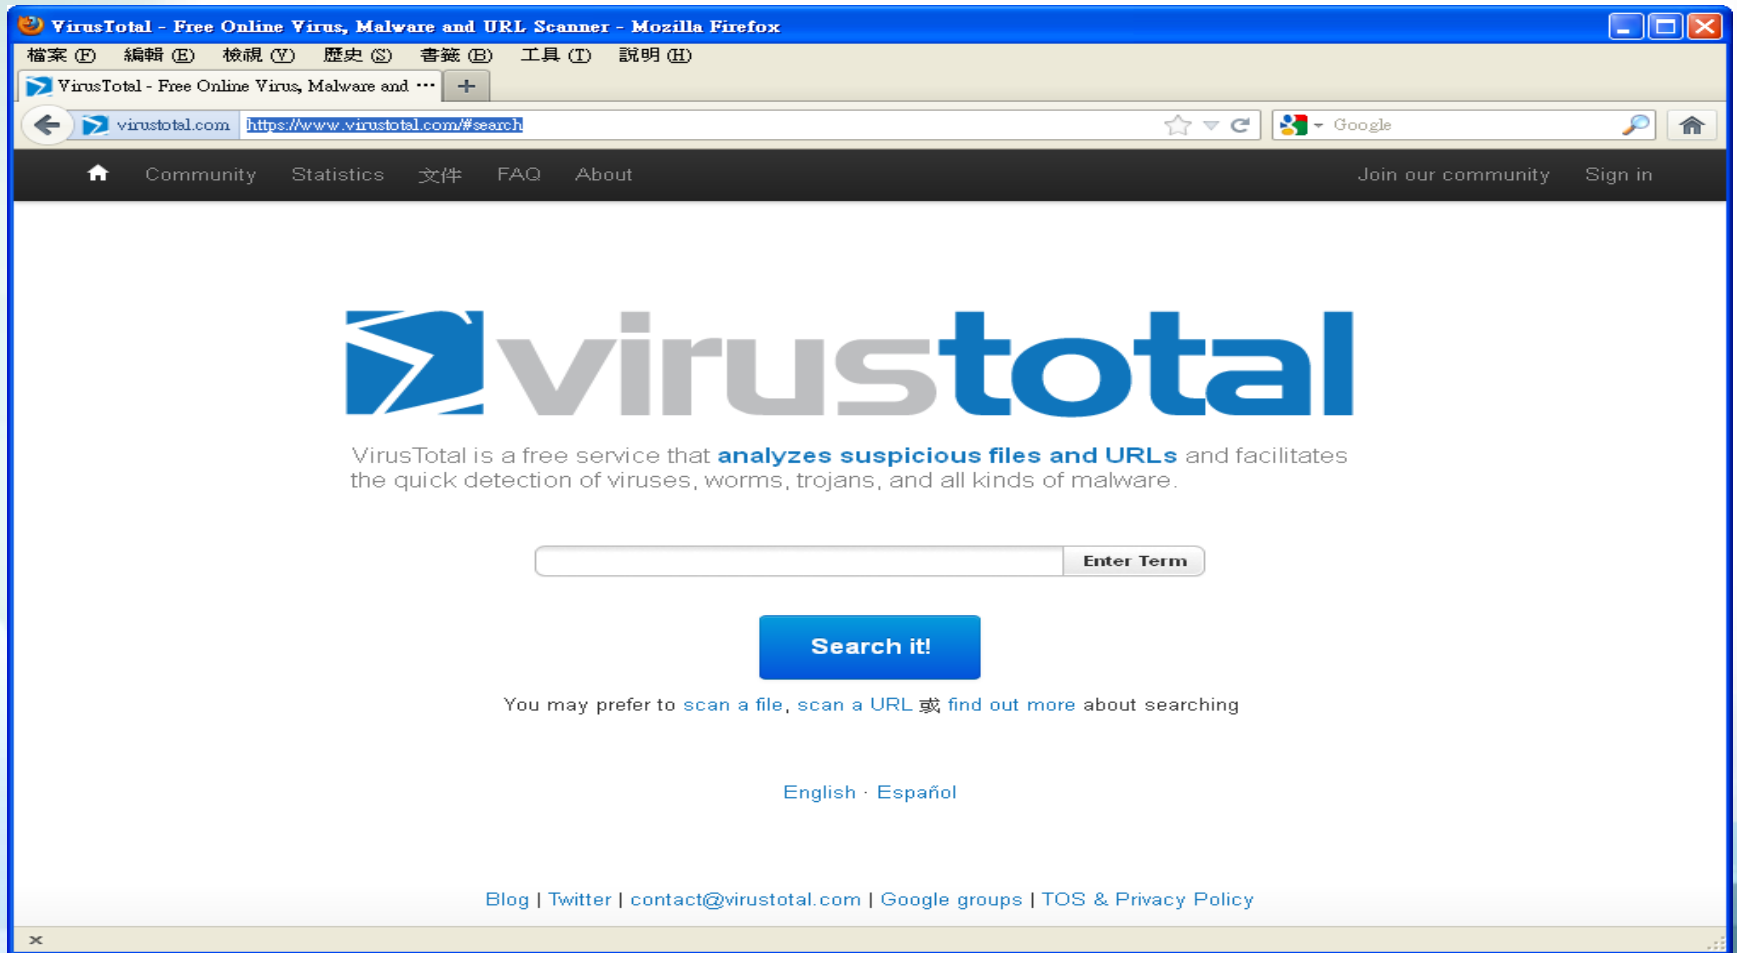 VirusTotal - Free Online Virus, Malware and URL Scanner - Mozilla Firefox
檔案 (F) 編輯 (E) 檢視 (V) 歷史 (S) 書籤 (B) 工具 (T) 說明 (H)
VirusTotal - Free Online Virus, Malware and ···
virustotal.com https://www.virustotal.com/#search Google
Community Statistics 文件 FAQ About Join our community Sign in
virustotal
VirusTotal is a free service that analyzes suspicious files and URLs and facilitates
the quick detection of viruses, worms, trojans, and all kinds of malware.
Enter Term
Search it!
You may prefer to scan a file, scan a URL 或 find out more about searching
English · Español
Blog | Twitter | contact@virustotal.com | Google groups | TOS & Privacy Policy